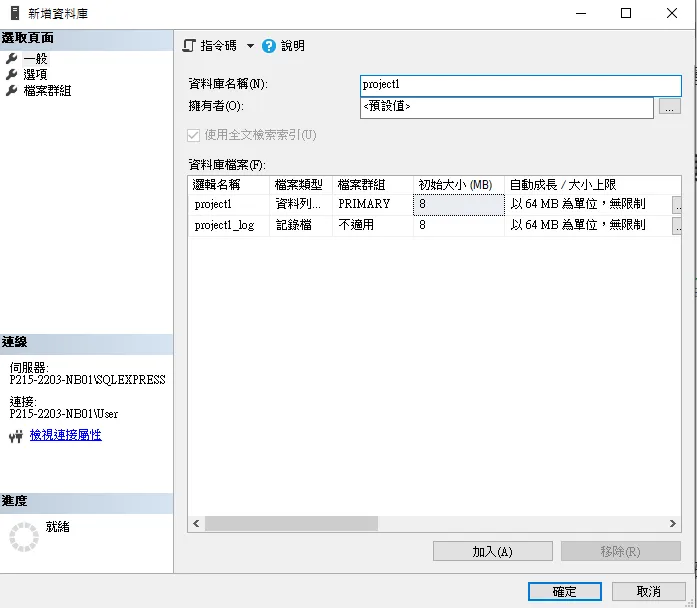 新增資料庫
選取頁面
一般
選項
檔案群組
指令碼 說明
資料庫名稱(N): project1
擁有者(O): <預設值> ...
使用全文檢索索引(U)
資料庫檔案(F):
邏輯名稱 檔案類型 檔案群組 初始大小 (MB) 自動成長 / 大小上限
project1 資料列... PRIMARY 8 以 64 MB 為單位，無限制 ...
project1_log 記錄檔 不適用 8 以 64 MB 為單位，無限制 ...
連線
伺服器:
P215-2203-NB01\SQLEXPRESS
連接:
P215-2203-NB01\User
檢視連接屬性
進度
就緒
加入(A) 移除(R)
確定 取消